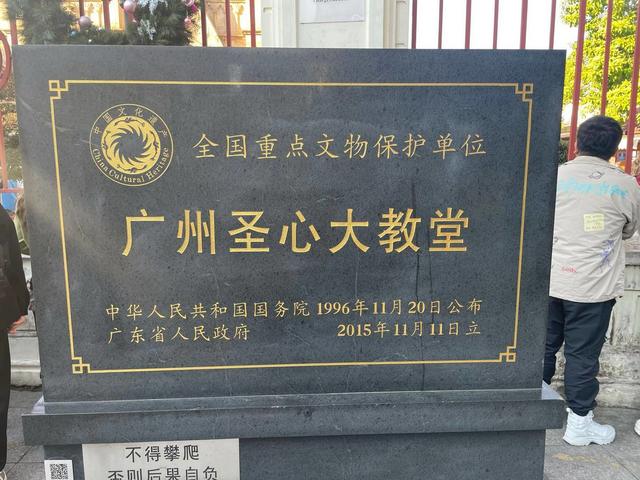 中国文化遗产
China Cultural Heritage
全国重点文物保护单位
广州圣心大教堂
中华人民共和国国务院 1996年11月20日公布
广东省人民政府 2015年11月11日立
不得攀爬
否则后果自负